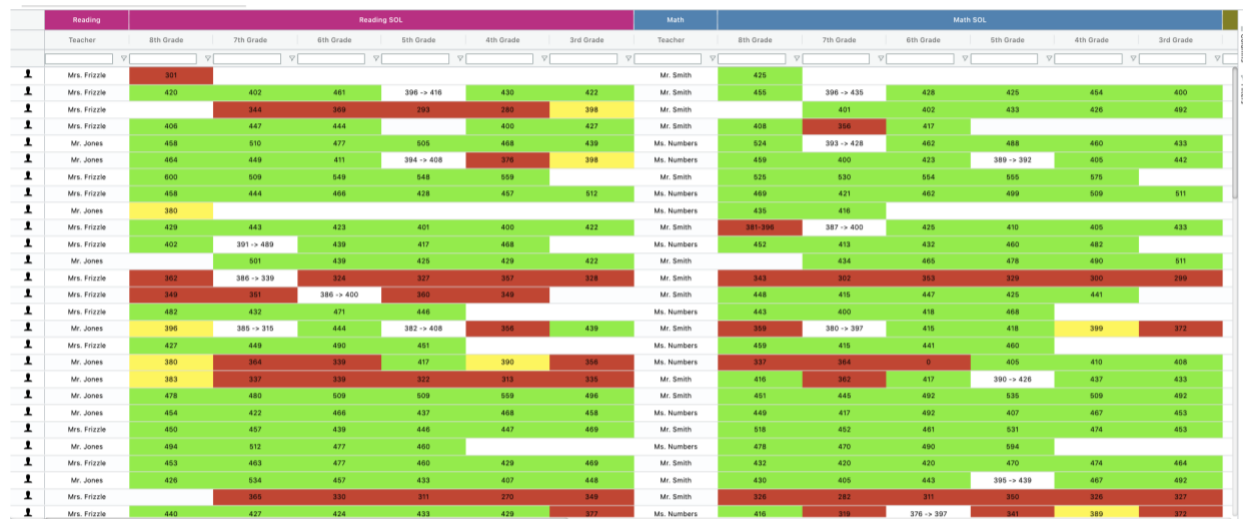 Reading Reading SOL Math Math SOL
Teacher 8th Grade 7th Grade 6th Grade 5th Grade 4th Grade 3rd Grade Teacher 8th Grade 7th Grade 6th Grade 5th Grade 4th Grade 3rd Grade
Mrs. Frizzle 301 Mr. Smith 425
Mrs. Frizzle 420 402 461 396 -> 416 430 422 Mr. Smith 455 396 -> 435 428 425 454 400
Mrs. Frizzle 344 369 293 280 398 Mr. Smith 401 402 433 426 492
Mrs. Frizzle 406 447 444 400 427 Mr. Smith 408 356 417
Mr. Jones 458 510 477 505 468 439 Ms. Numbers 524 393 -> 428 462 488 460 433
Mr. Jones 464 449 411 394 -> 408 376 398 Ms. Numbers 459 400 423 389 -> 392 405 442
Mrs. Frizzle 600 509 549 548 559 Mr. Smith 525 530 554 555 575
Mrs. Frizzle 458 444 466 428 457 512 Ms. Numbers 469 421 462 499 509 511
Mr. Jones 380 Ms. Numbers 435 416
Mrs. Frizzle 429 443 423 401 400 422 Mr. Smith 381-396 387 -> 400 425 410 405 433
Mrs. Frizzle 402 391 -> 489 439 417 468 Ms. Numbers 452 413 432 460 482
Mr. Jones 501 439 425 429 422 Mr. Smith 434 465 478 490 511
Mrs. Frizzle 362 386 -> 339 324 327 357 328 Mr. Smith 343 302 353 329 300 299
Mrs. Frizzle 349 351 386 -> 400 360 349 Mr. Smith 448 415 447 425 441
Mrs. Frizzle 482 432 471 446 Ms. Numbers 443 400 418 468
Mr. Jones 396 385 -> 315 444 382 -> 408 356 439 Mr. Smith 359 380 -> 397 415 418 399 372
Mrs. Frizzle 427 449 490 451 Ms. Numbers 459 415 441 460
Mr. Jones 380 364 339 417 390 356 Ms. Numbers 337 364 0 405 410 408
Mr. Jones 383 337 339 322 313 335 Mr. Smith 416 362 417 390 -> 426 437 433
Mr. Jones 478 480 509 509 559 496 Mr. Smith 451 445 492 535 509 492
Mr. Jones 454 422 466 437 468 458 Ms. Numbers 449 417 492 407 467 453
Mrs. Frizzle 450 457 439 446 447 469 Mr. Smith 516 452 461 531 474 453
Mr. Jones 494 512 477 460 Ms. Numbers 478 470 490 594
Mrs. Frizzle 453 463 477 460 429 469 Mr. Smith 432 420 420 470 474 464
Mr. Jones 426 534 457 433 407 448 Mr. Smith 430 405 443 395 -> 439 467 492
Mrs. Frizzle 365 330 311 270 349 Mr. Smith 326 282 311 350 326 327
Mrs. Frizzle 440 427 424 433 429 377 Ms. Numbers 416 319 376 -> 397 341 389 372